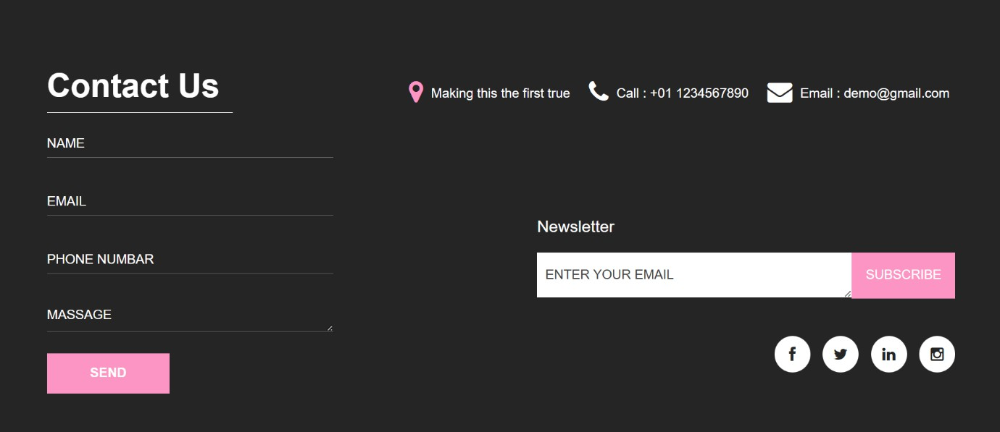 Contact Us
Making this the first true
Call : +01 1234567890
Email : demo@gmail.com
NAME
EMAIL
PHONE NUMBAR
MASSAGE
SEND
Newsletter
ENTER YOUR EMAIL
SUBSCRIBE